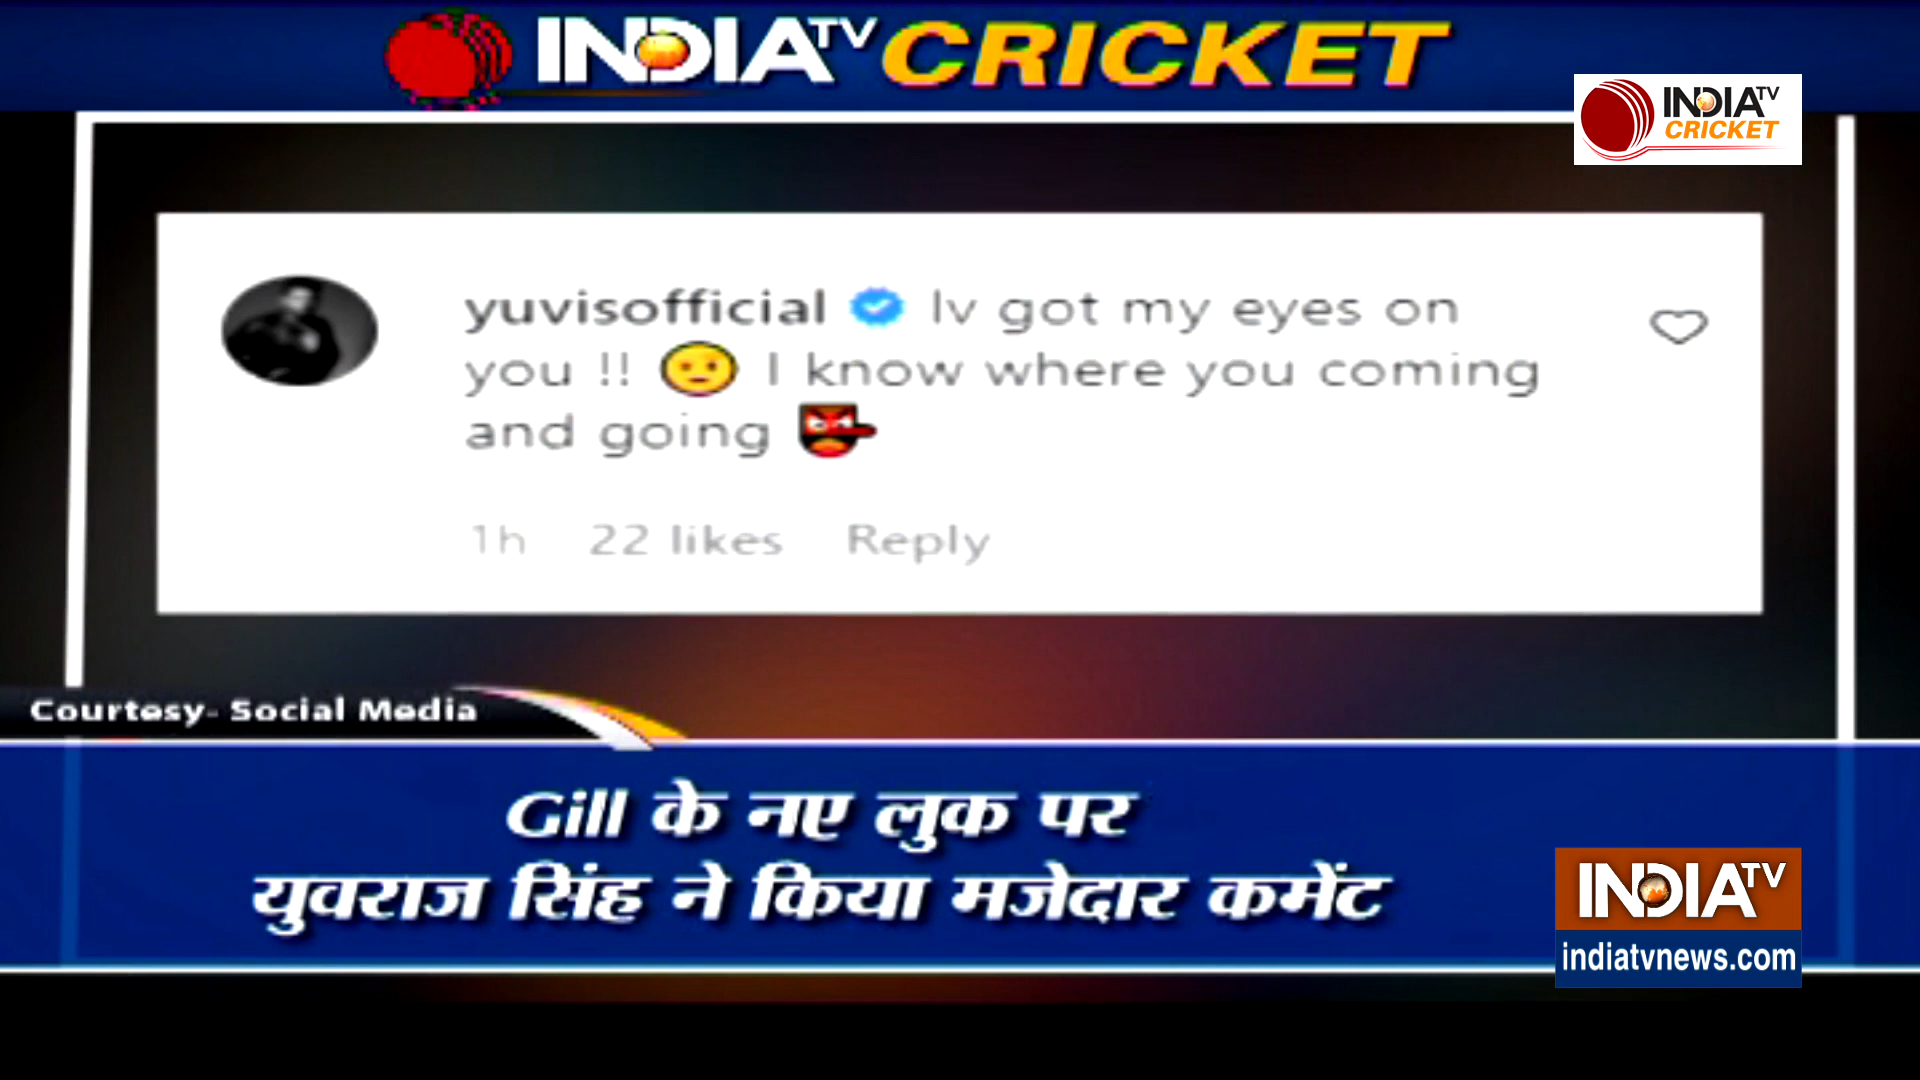 INDIA TV CRICKET
INDIA TV
CRICKET
yuvisofficial Iv got my eyes on
you !! 😐 I know where you coming
and going 👺
1h 22 likes Reply
Courtesy- Social Media
Gill के नए लुक पर
युवराज सिंह ने किया मजेदार कमेंट
INDIA TV
indiatvnews.com